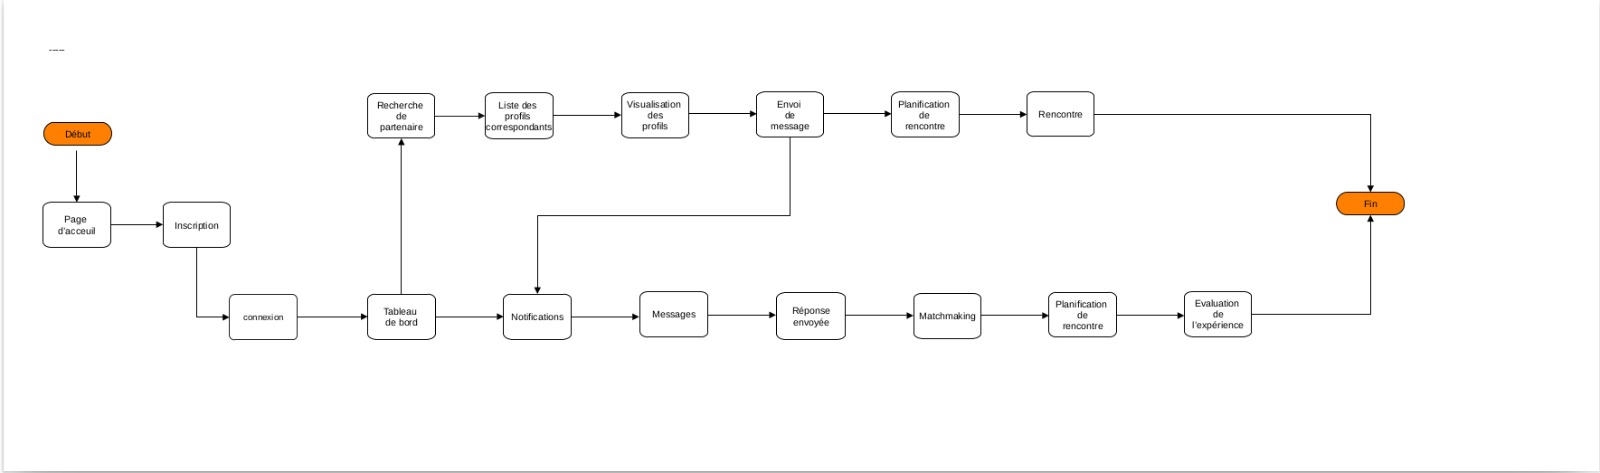 Début
Page
d'acceuil
Inscription
connexion
Tableau
de bord
Recherche
de
partenaire
Liste des
profils
correspondants
Visualisation
des
profils
Envoi
de
message
Planification
de
rencontre
Rencontre
Notifications
Messages
Réponse
envoyée
Matchmaking
Planification
de
rencontre
Evaluation
de
l'expérience
Fin